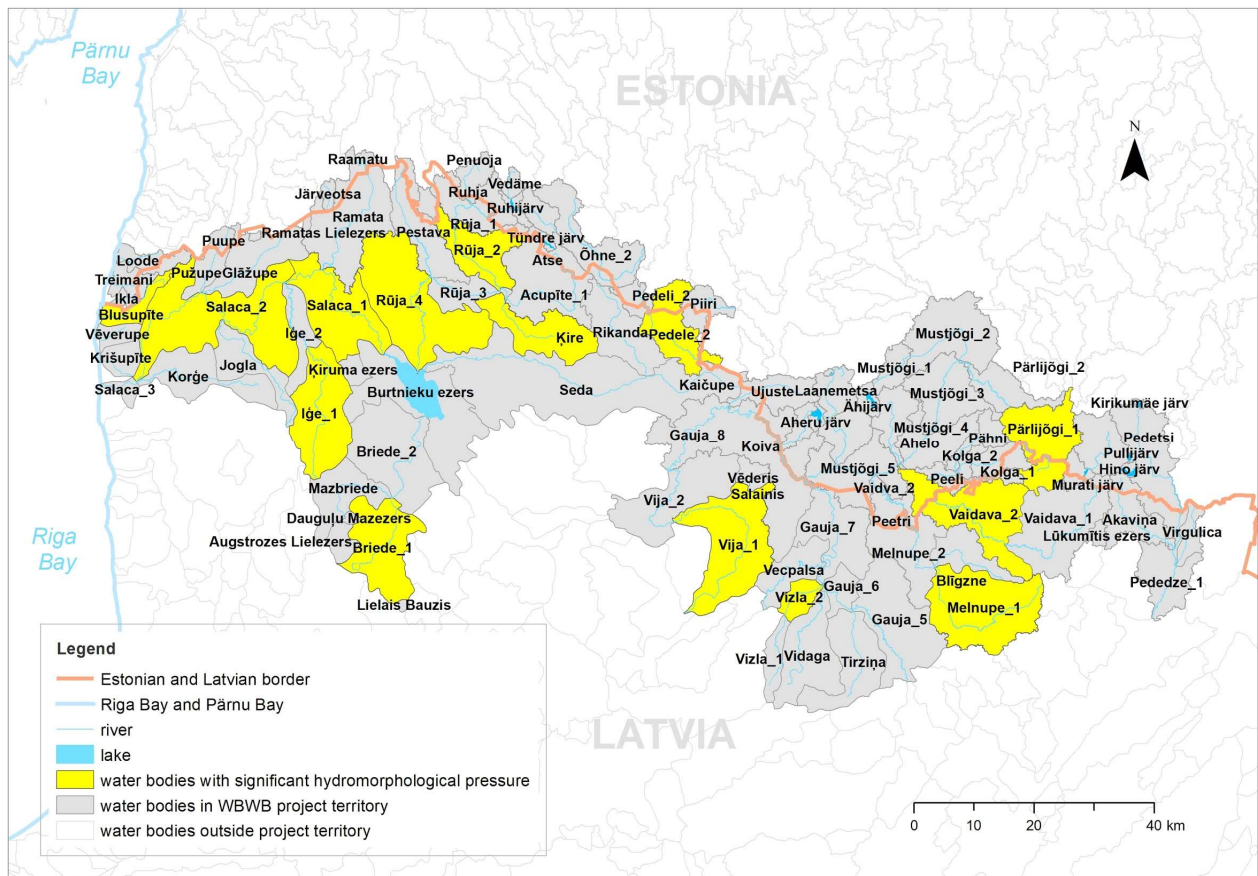 Pärnu
Bay
ESTONIA
N
Raamatu
Penuoja
Vedäme
Järveotsa
Ruhja
Ruhijärv
Ramata
Rūja_1
Puupe
Ramatas Lielezers
Pestava
Tündre järv
Loode
Rūja_2
Atse
Õhne_2
Treimani
Pužupe
Glāžupe
Ikla
Salaca_2
Salaca_1
Rūja_4
Rūja_3
Acupīte_1
Pedeli_2
Piiri
Blusupīte
Vēverupe
Iģe_2
Ķire
Rikanda
Pedele_2
Mustjõgi_2
Krišupīte
Jogla
Ķiruma ezers
Mustjõgi_1
Pärlijõgi_2
Salaca_3
Korģe
Burtnieku ezers
Seda
Kaičupe
Ujuste
Laanemetsa
Mustjõgi_3
Ähijärv
Kirikumäe järv
Iģe_1
Aheru järv
Mustjõgi_4
Pärlijõgi_1
Gauja_8
Koiva
Ahelo
Pähni
Pedetsi
Briede_2
Kolga_2
Pullijärv
Mustjõgi_5
Kolga_1
Hino järv
Vēderis
Peeli
Murati järv
Mazbriede
Salainis
Vaidva_2
Vija_2
Dauguļu Mazezers
Peetri
Vaidava_2
Vaidava_1
Akaviņa
Gauja_7
Riga
Bay
Augstrozes Lielezers
Briede_1
Vija_1
Melnupe_2
Lūkumītis ezers
Virgulica
Vecpalsa
Blīgzne
Pededze_1
Lielais Bauzis
Vizla_2
Gauja_6
Melnupe_1
Gauja_5
Vizla_1
Vidaga
Tirziņa
LATVIA
Legend
Estonian and Latvian border
Riga Bay and Pärnu Bay
river
lake
water bodies with significant hydromorphological pressure
water bodies in WBWB project territory
water bodies outside project territory
0 10 20 40 km